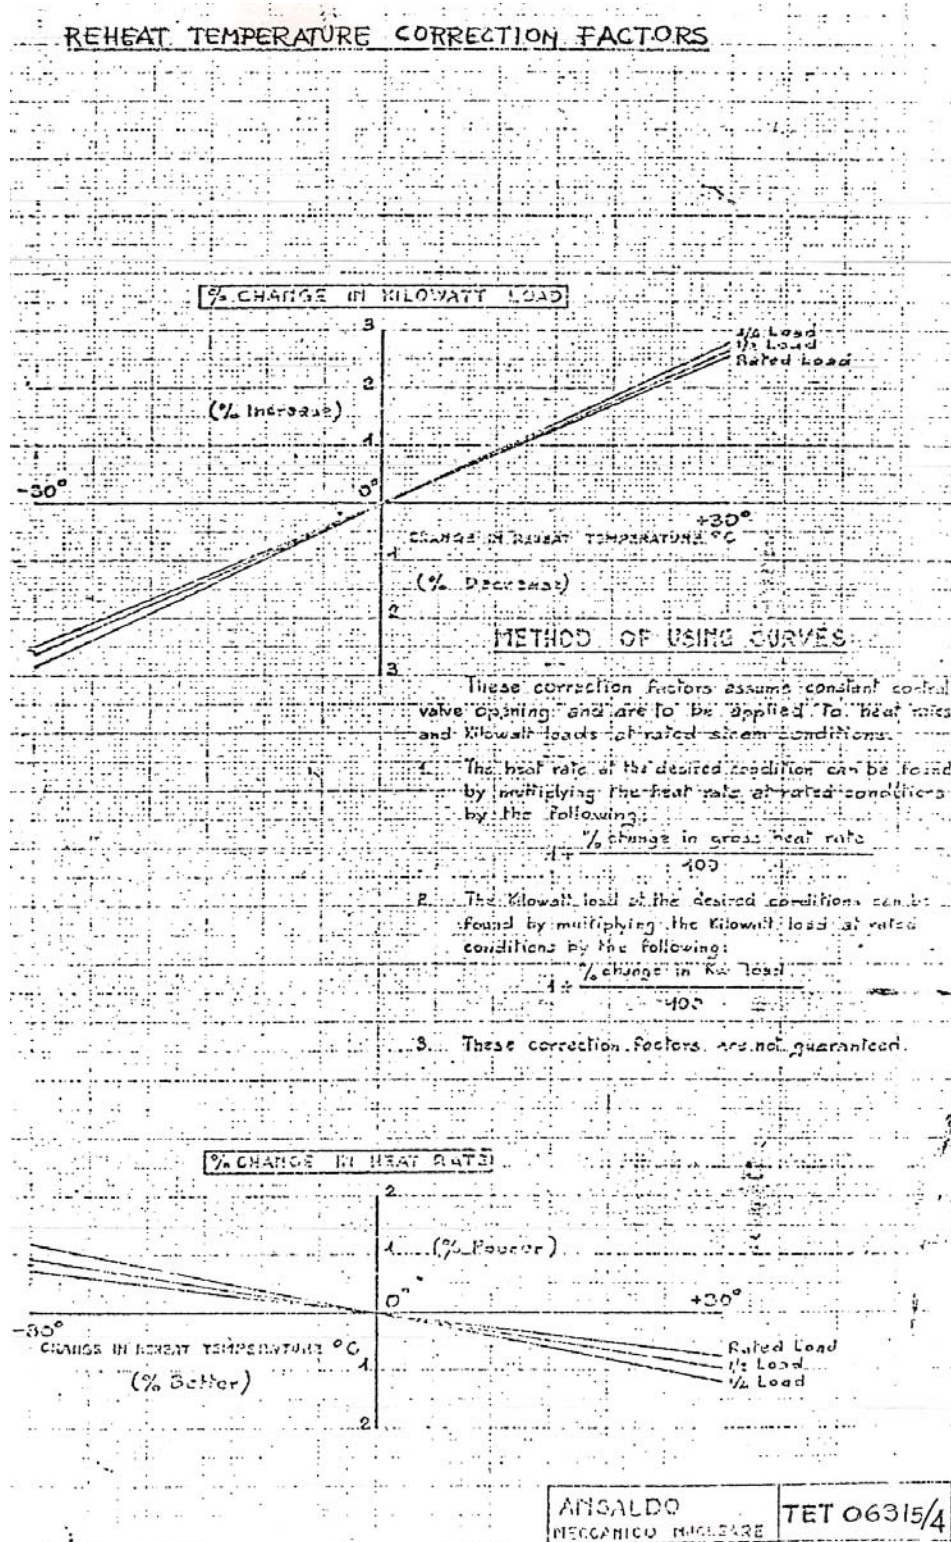 REHEAT TEMPERATURE CORRECTION FACTORS
% CHANGE IN KILOWATT LOAD
3
1/4 Load
1/2 Load
Rated Load
2
(% Increase)
1
-30° 0°
+30°
CHANGE IN REHEAT TEMPERATURE °C
1
(% Decrease)
2
METHOD OF USING CURVES
3
These correction factors assume constant control
valve opening and are to be applied to heat rates
and Kilowatt loads at rated steam conditions.
1. The heat rate at the desired condition can be found
by multiplying the heat rate at rated conditions
by the following:
% change in gross heat rate
1+
100
2. The Kilowatt load at the desired conditions can be
found by multiplying the Kilowatt load at rated
conditions by the following:
% change in Kw load
1+
100
3. These correction factors are not guaranteed.
% CHANGE IN HEAT RATE
2
1 (% Poorer)
0° +30°
-30°
CHANGE IN REHEAT TEMPERATURE °C
Rated Load
1/2 Load
1/4 Load
1
(% Better)
2
ANSALDO
MECCANICO NUCLEARE
TET 06315/4